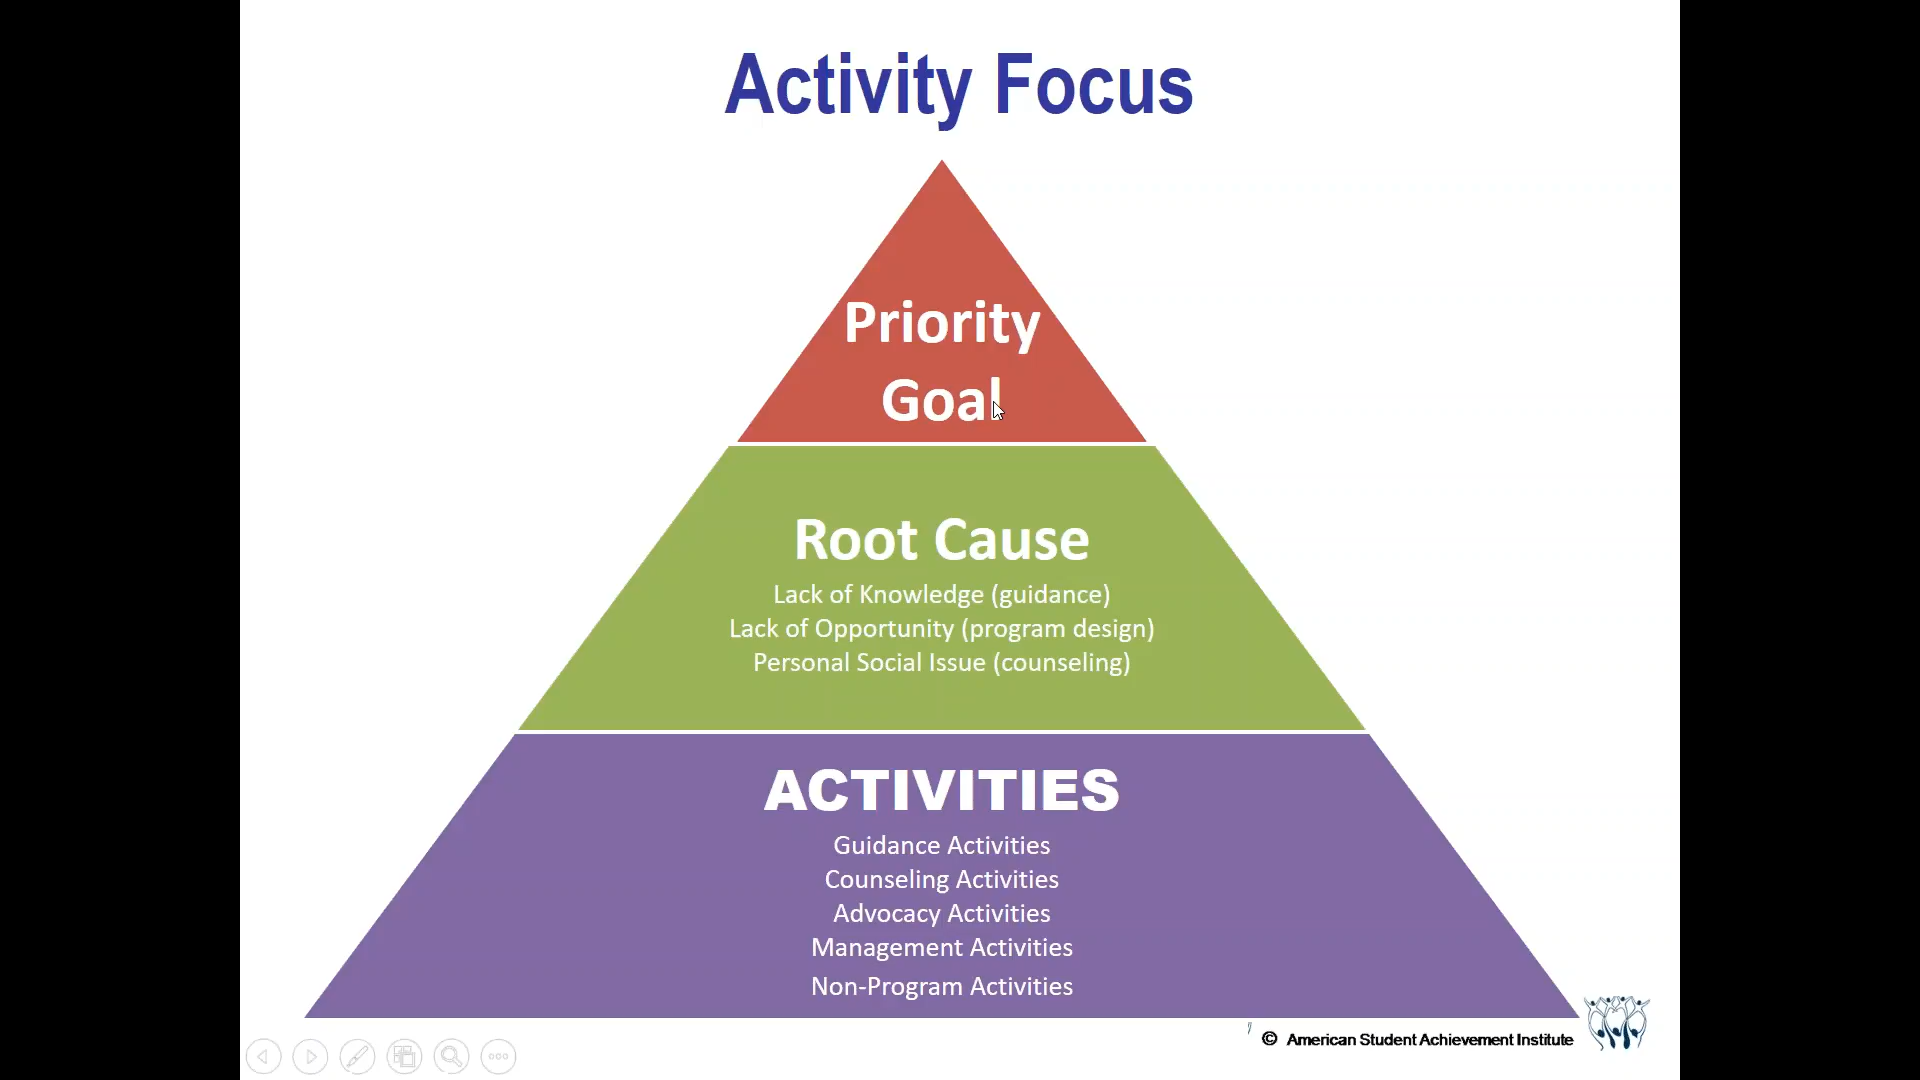 Activity Focus
Priority
Goal
Root Cause
Lack of Knowledge (guidance)
Lack of Opportunity (program design)
Personal Social Issue (counseling)
ACTIVITIES
Guidance Activities
Counseling Activities
Advocacy Activities
Management Activities
Non-Program Activities
© American Student Achievement Institute